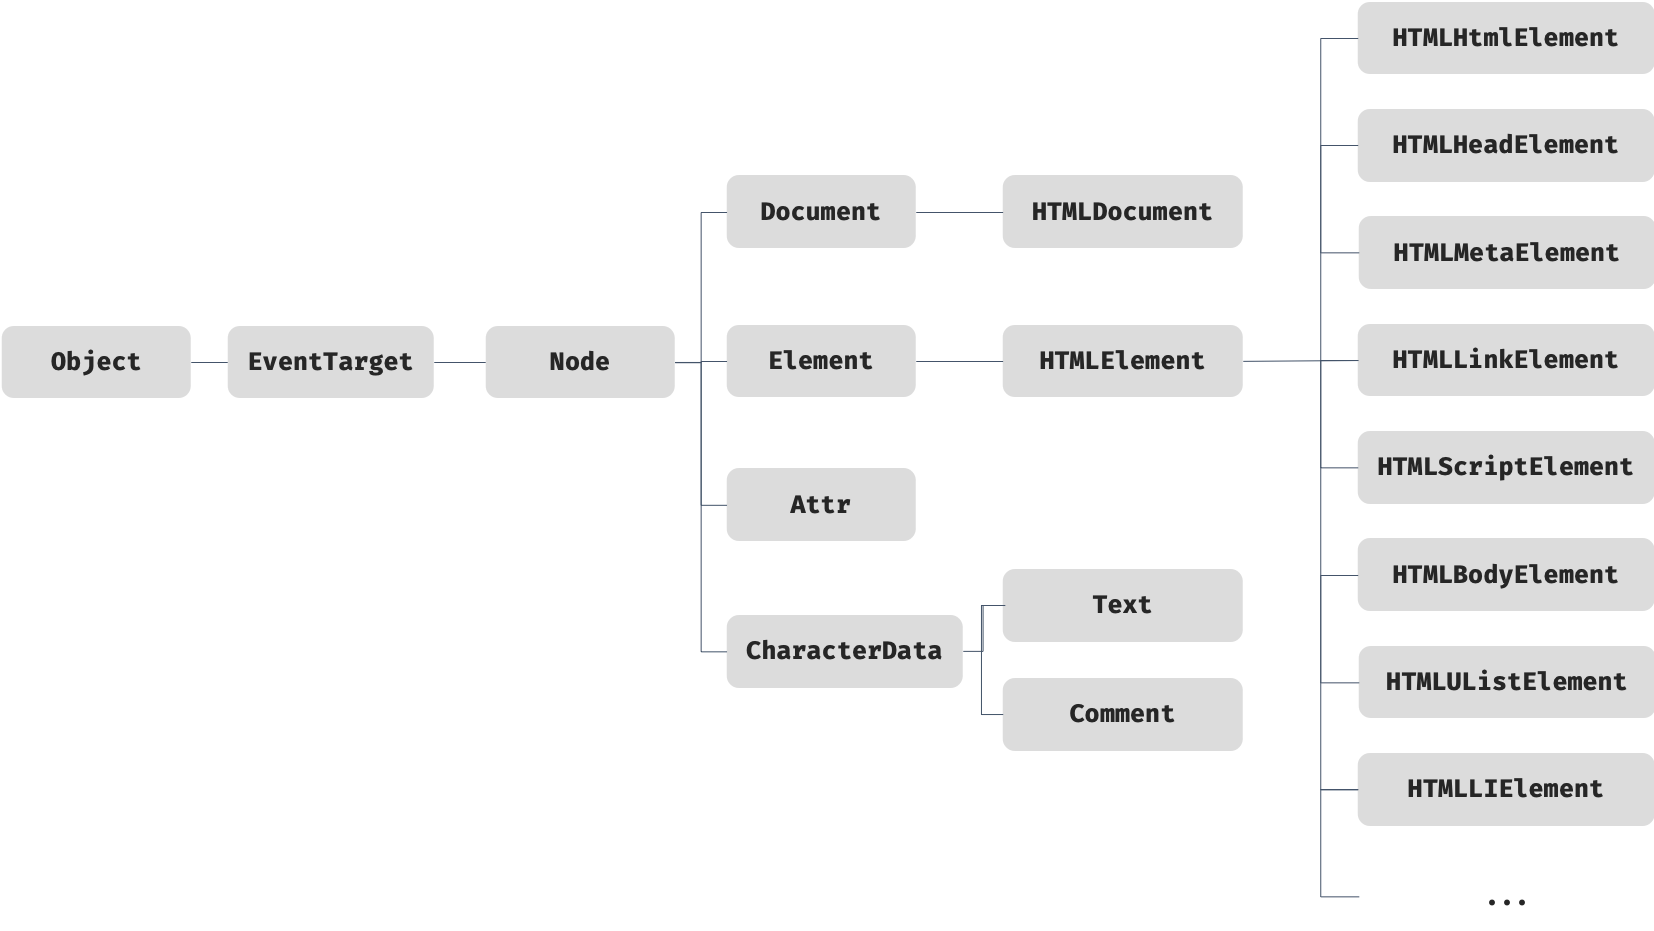 Object
EventTarget
Node
Document
HTMLDocument
Element
HTMLElement
Attr
CharacterData
Text
Comment
HTMLHtmlElement
HTMLHeadElement
HTMLMetaElement
HTMLLinkElement
HTMLScriptElement
HTMLBodyElement
HTMLUListElement
HTMLLIElement
...